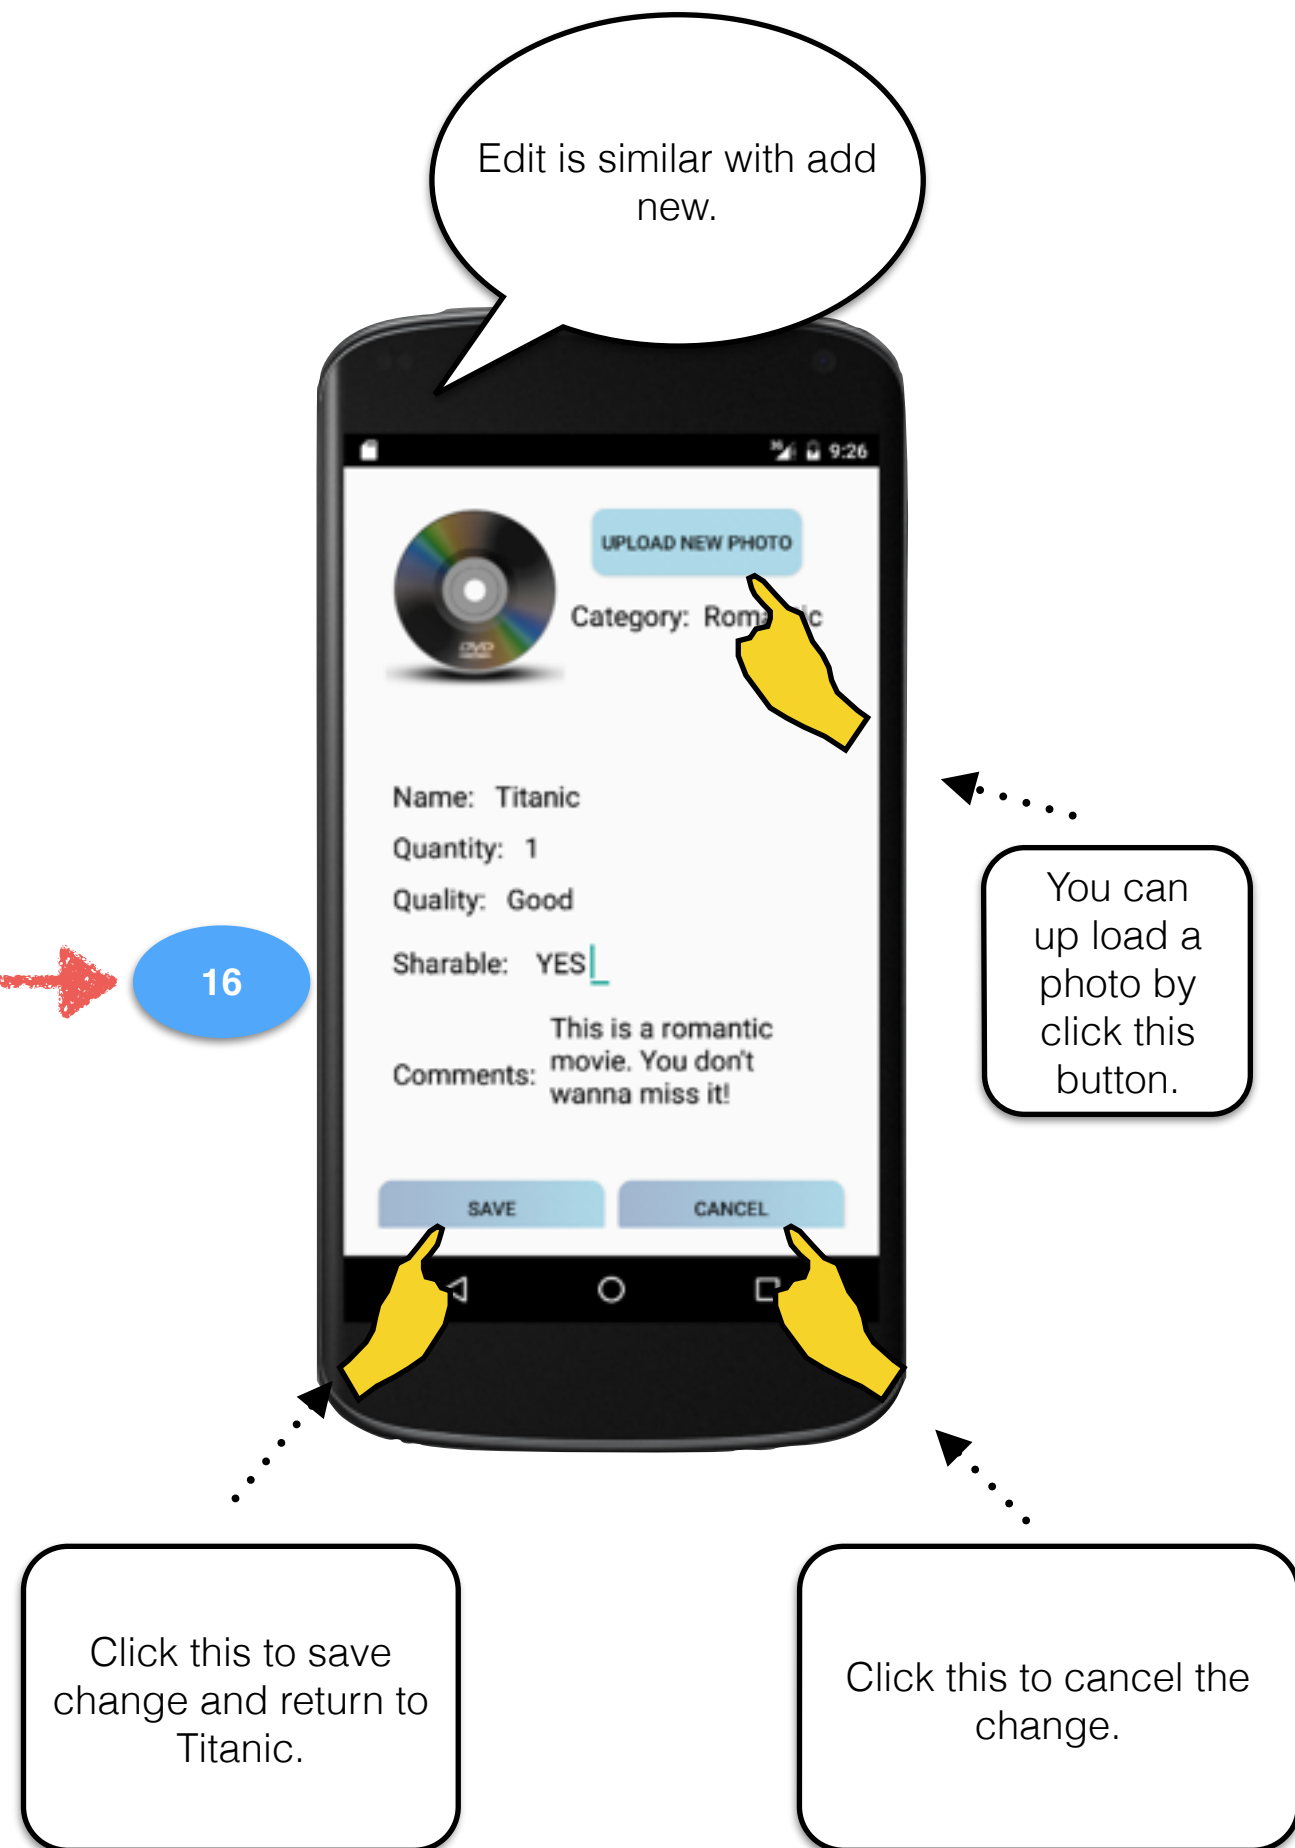 Edit is similar with add
new.
3G 9:26
UPLOAD NEW PHOTO
DVD
Category: Romantic
Name: Titanic
Quantity: 1
Quality: Good
Sharable: YES
16
This is a romantic
Comments: movie. You don't
wanna miss it!
SAVE CANCEL
You can
up load a
photo by
click this
button.
Click this to save
change and return to
Titanic.
Click this to cancel the
change.